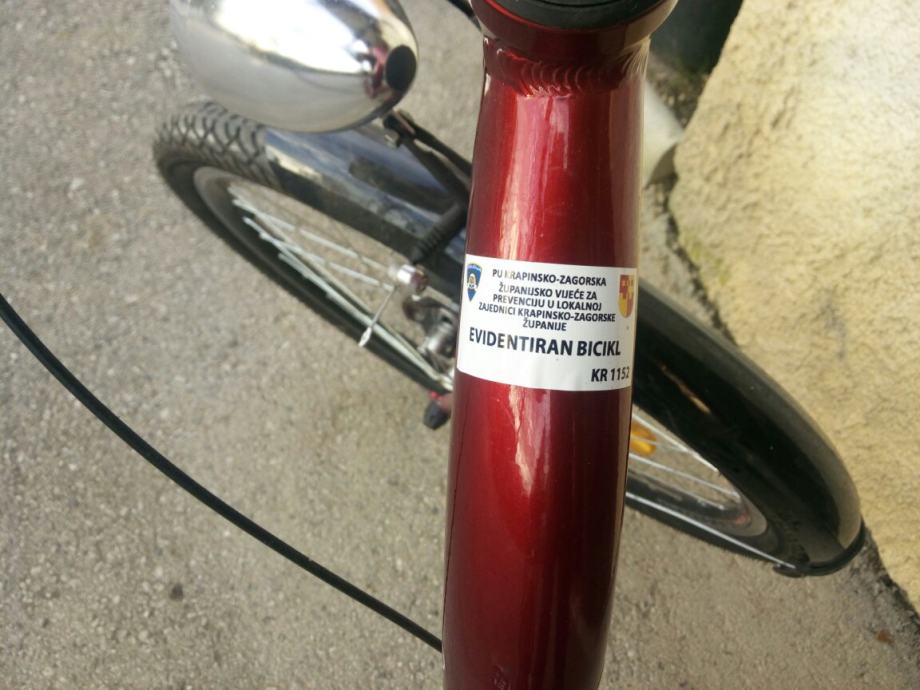 PU KRAPINSKO-ZAGORSKA
ŽUPANIJSKO VIJEĆE ZA
PREVENCIJU U LOKALNOJ
ZAJEDNICI KRAPINSKO-ZAGORSKE
ŽUPANIJE
EVIDENTIRAN BICIKL
KR 1152